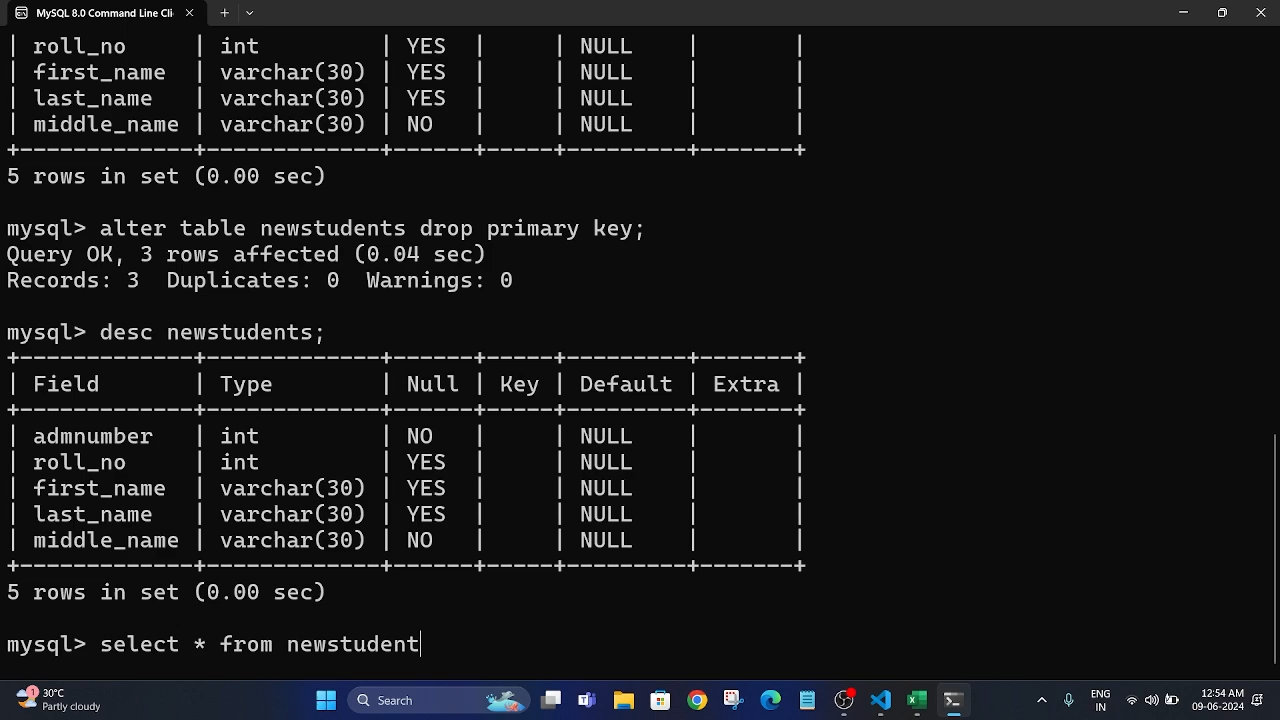 MySQL 8.0 Command Line Cli
| roll_no     | int         | YES  |     | NULL    |       |
| first_name  | varchar(30) | YES  |     | NULL    |       |
| last_name   | varchar(30) | YES  |     | NULL    |       |
| middle_name | varchar(30) | NO   |     | NULL    |       |
+-------------+-------------+------+-----+---------+-------+
5 rows in set (0.00 sec)
mysql> alter table newstudents drop primary key;
Query OK, 3 rows affected (0.04 sec)
Records: 3  Duplicates: 0  Warnings: 0
mysql> desc newstudents;
+-------------+-------------+------+-----+---------+-------+
| Field       | Type        | Null | Key | Default | Extra |
+-------------+-------------+------+-----+---------+-------+
| admnumber   | int         | NO   |     | NULL    |       |
| roll_no     | int         | YES  |     | NULL    |       |
| first_name  | varchar(30) | YES  |     | NULL    |       |
| last_name   | varchar(30) | YES  |     | NULL    |       |
| middle_name | varchar(30) | NO   |     | NULL    |       |
+-------------+-------------+------+-----+---------+-------+
5 rows in set (0.00 sec)
mysql> select * from newstudent
1
30°C
Partly cloudy
Search
ENG
IN
12:54 AM
09-06-2024